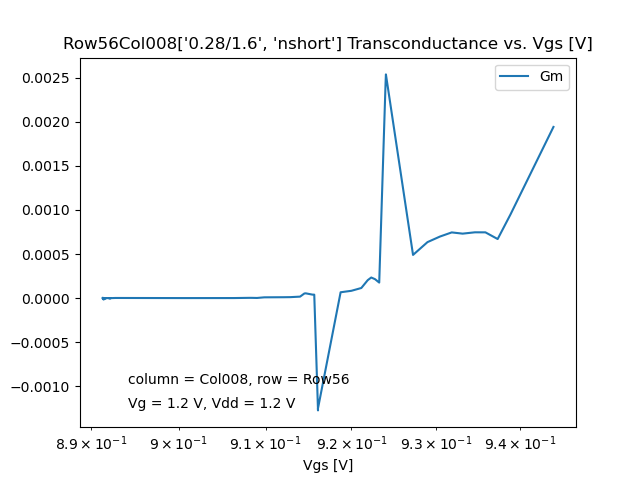 Row56Col008['0.28/1.6', 'nshort'] Transconductance vs. Vgs [V]
Gm
0.0025
0.0020
0.0015
0.0010
0.0005
0.0000
−0.0005
−0.0010
column = Col008, row = Row56
Vg = 1.2 V, Vdd = 1.2 V
8.9 × 10⁻¹ 9 × 10⁻¹ 9.1 × 10⁻¹ 9.2 × 10⁻¹ 9.3 × 10⁻¹ 9.4 × 10⁻¹
Vgs [V]